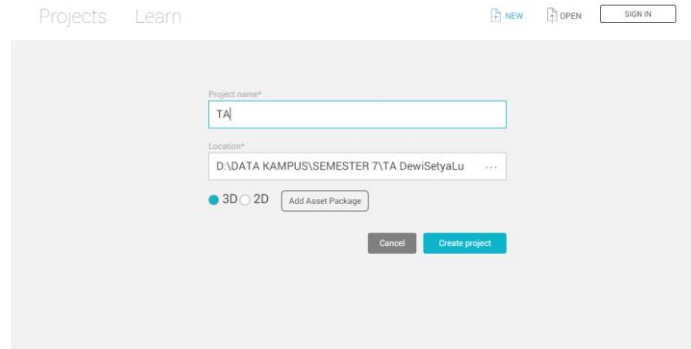 Projects Learn NEW OPEN SIGN IN
Project name*
TA
Location*
D:\DATA KAMPUS\SEMESTER 7\TA DewiSetyaLu ...
3D 2D Add Asset Package
Cancel Create project